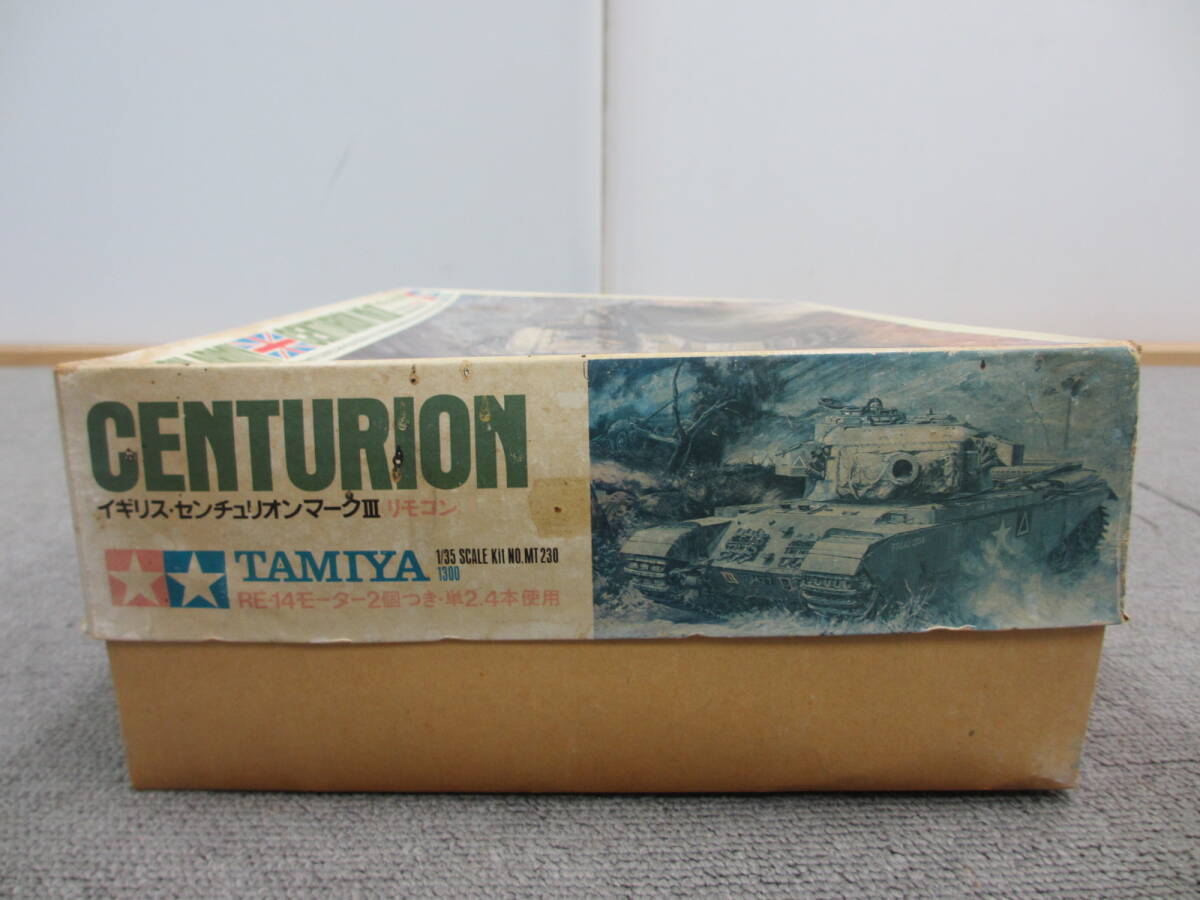 CENTURION
イギリス・センチュリオンマークIII リモコン
TAMIYA 1/35 SCALE KIT NO. MT 230
1300
RE-14モーター2個つき・単2.4本使用